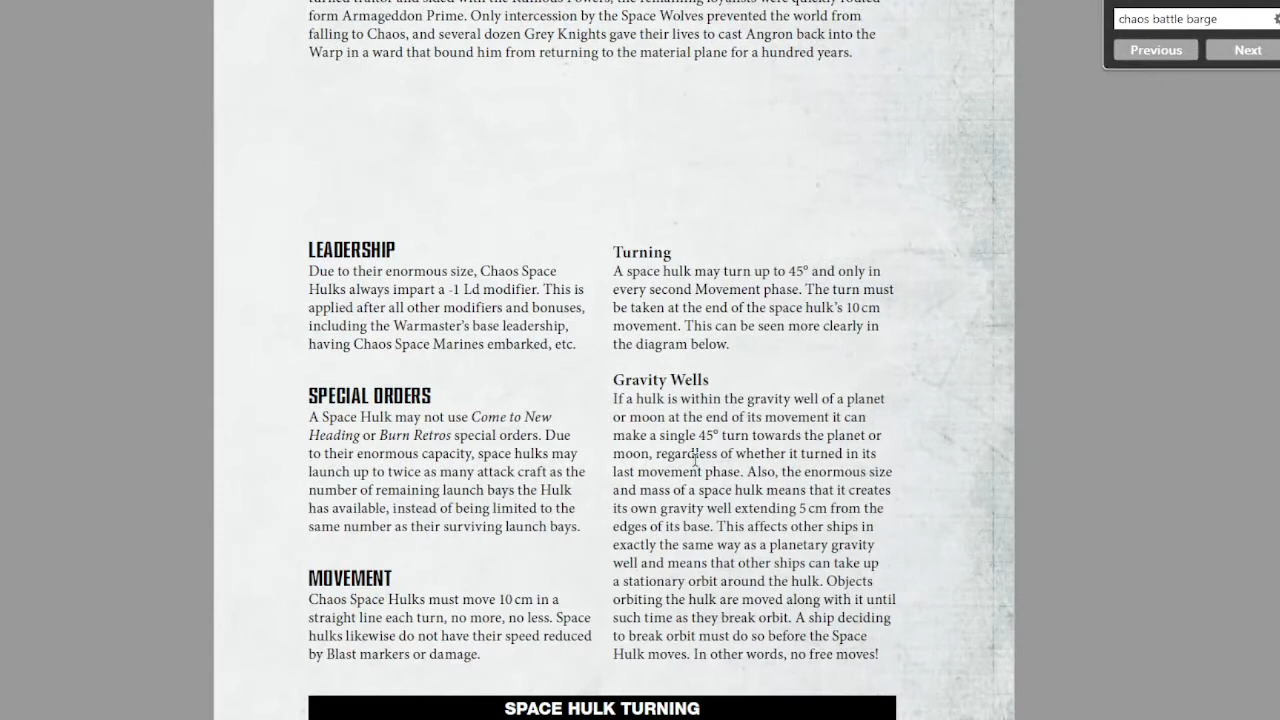 turned traitor and sided with the Ruinous Powers, the remaining loyalists were quickly routed
form Armageddon Prime. Only intercession by the Space Wolves prevented the world from
falling to Chaos, and several dozen Grey Knights gave their lives to cast Angron back into the
Warp in a ward that bound him from returning to the material plane for a hundred years.
chaos battle barge
Previous Next
LEADERSHIP
Due to their enormous size, Chaos Space
Hulks always impart a -1 Ld modifier. This is
applied after all other modifiers and bonuses,
including the Warmaster's base leadership,
having Chaos Space Marines embarked, etc.
SPECIAL ORDERS
A Space Hulk may not use Come to New
Heading or Burn Retros special orders. Due
to their enormous capacity, space hulks may
launch up to twice as many attack craft as the
number of remaining launch bays the Hulk
has available, instead of being limited to the
same number as their surviving launch bays.
MOVEMENT
Chaos Space Hulks must move 10 cm in a
straight line each turn, no more, no less. Space
hulks likewise do not have their speed reduced
by Blast markers or damage.
Turning
A space hulk may turn up to 45° and only in
every second Movement phase. The turn must
be taken at the end of the space hulk's 10 cm
movement. This can be seen more clearly in
the diagram below.
Gravity Wells
If a hulk is within the gravity well of a planet
or moon at the end of its movement it can
make a single 45° turn towards the planet or
moon, regardless of whether it turned in its
last movement phase. Also, the enormous size
and mass of a space hulk means that it creates
its own gravity well extending 5 cm from the
edges of its base. This affects other ships in
exactly the same way as a planetary gravity
well and means that other ships can take up
a stationary orbit around the hulk. Objects
orbiting the hulk are moved along with it until
such time as they break orbit. A ship deciding
to break orbit must do so before the Space
Hulk moves. In other words, no free moves!
SPACE HULK TURNING